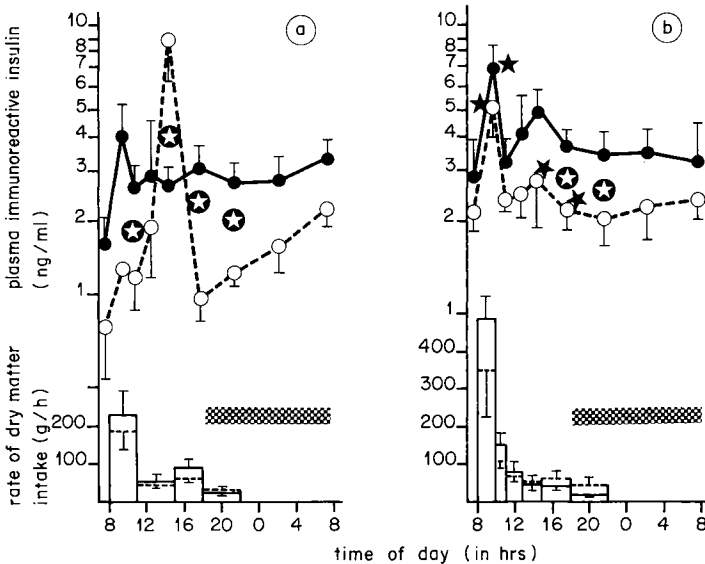 a
b
plasma immunoreactive insulin
(ng/ml)
10
8
7
6
5
4
3
2
1
10
8
7
6
5
4
3
2
1
rate of dry matter
intake (g/h)
200
100
400
300
200
100
8 12 16 20 0 4 8
8 12 16 20 0 4 8
time of day (in hrs)